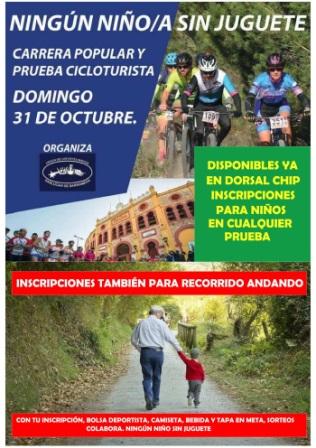 NINGÚN NIÑO/A SIN JUGUETE
CARRERA POPULAR Y
PRUEBA CICLOTURISTA
DOMINGO
31 DE OCTUBRE.
ORGANIZA
DISPONIBLES YA
EN DORSAL CHIP
INSCRIPCIONES
PARA NIÑOS
EN CUALQUIER
PRUEBA
INSCRIPCIONES TAMBIÉN PARA RECORRIDO ANDANDO
CON TU INSCRIPCIÓN, BOLSA DEPORTISTA, CAMISETA, BEBIDA Y TAPA EN META, SORTEOS
COLABORA. NINGÚN NIÑO SIN JUGUETE